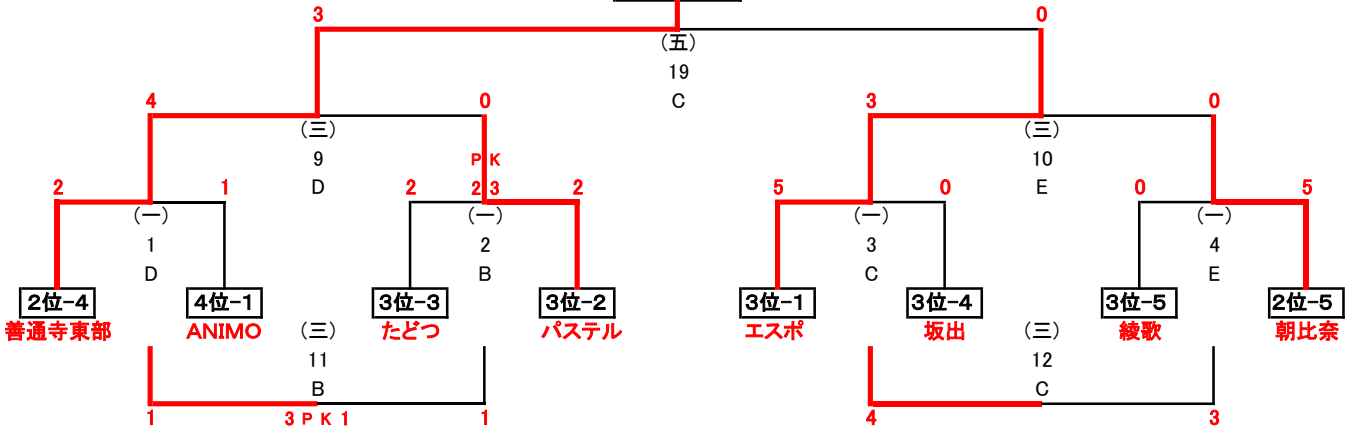 3 0
(五)
19
C
4 0 3 0
(三) (三)
9 10
PK
D E
2 1 2 2 3 2 5 0 0 5
(一) (一) (一) (一)
1 2 3 4
D B C E
2位-4 4位-1 3位-3 3位-2 3位-1 3位-4 3位-5 2位-5
善通寺東部 ANIMO たどつ パステル エスポ 坂出 綾歌 朝比奈
(三) (三)
11 12
B C
1 3 PK 1 1 4 3